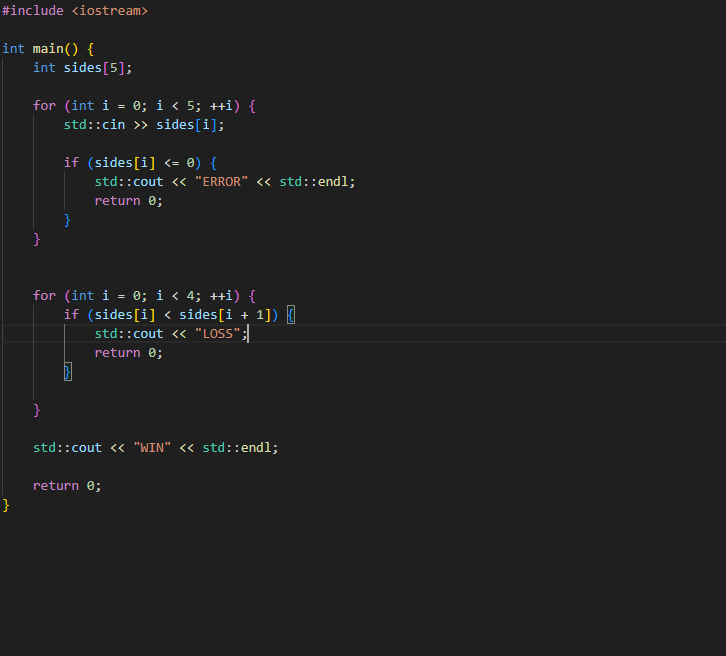 #include <iostream>
int main() {
    int sides[5];
    for (int i = 0; i < 5; ++i) {
        std::cin >> sides[i];
        if (sides[i] <= 0) {
            std::cout << "ERROR" << std::endl;
            return 0;
        }
    }
    for (int i = 0; i < 4; ++i) {
        if (sides[i] < sides[i + 1]) {
            std::cout << "LOSS";
            return 0;
        }
    }
    std::cout << "WIN" << std::endl;
    return 0;
}